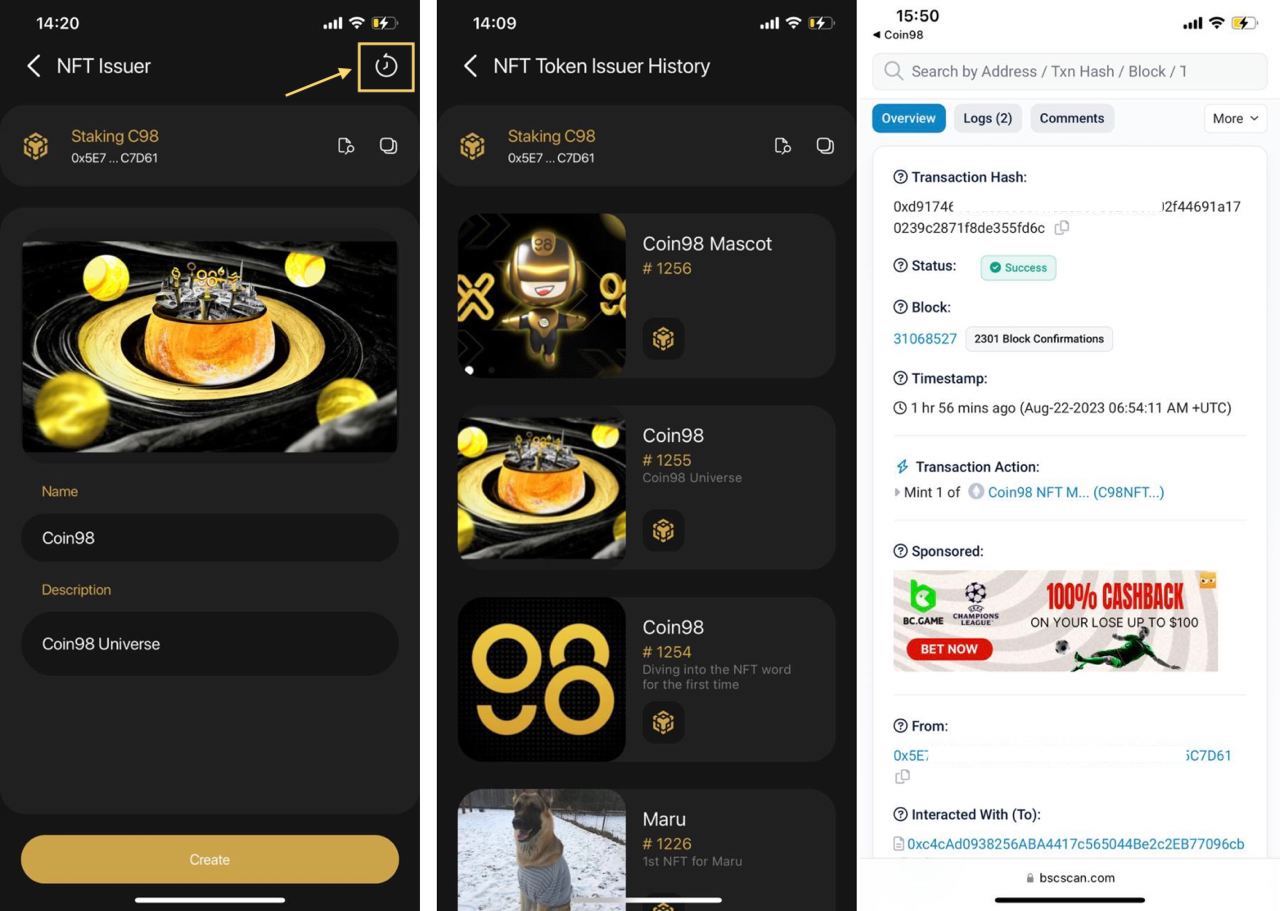 14:20
NFT Issuer
Staking C98
0x5E7 ... C7D61
Name
Coin98
Description
Coin98 Universe
Create
14:09
NFT Token Issuer History
Staking C98
0x5E7 ... C7D61
Coin98 Mascot
# 1256
Coin98
# 1255
Coin98 Universe
98
Coin98
# 1254
Diving into the NFT word
for the first time
Maru
# 1226
1st NFT for Maru
15:50
Coin98
Search by Address / Txn Hash / Block / 1
Overview
Logs (2)
Comments
More
Transaction Hash:
0xd9174 2f44691a17
0239c2871f8de355fd6c
Status:
Success
Block:
31068527
2301 Block Confirmations
Timestamp:
1 hr 56 mins ago (Aug-22-2023 06:54:11 AM +UTC)
Transaction Action:
Mint 1 of Coin98 NFT M... (C98NFT...)
Sponsored:
BC.GAME
CHAMPIONS
LEAGUE
100% CASHBACK
ON YOUR LOSE UP TO $100
BET NOW
From:
0x5E C7D61
Interacted With (To):
0xc4cAd0938256ABA4417c565044Be2c2EB77096cb
bscscan.com